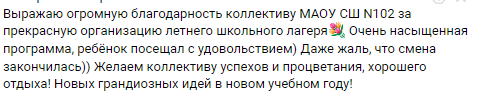 Выражаю огромную благодарность коллективу МАОУ СШ N102 за
прекрасную организацию летнего школьного лагеря💐 Очень насыщенная
программа, ребёнок посещал с удовольствием) Даже жаль, что смена
закончилась)) Желаем коллективу успехов и процветания, хорошего
отдыха! Новых грандиозных идей в новом учебном году!